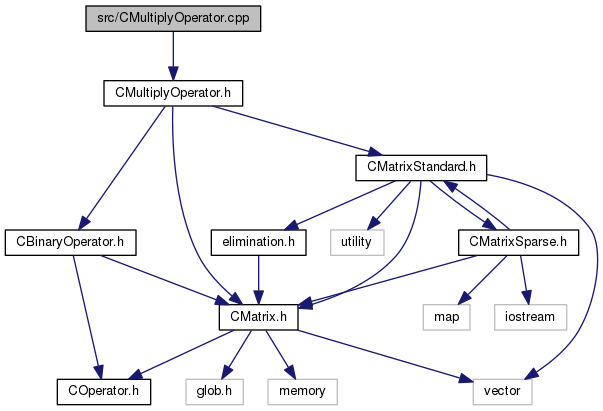 src/CMultiplyOperator.cpp
CMultiplyOperator.h
CMatrixStandard.h
CBinaryOperator.h
elimination.h
utility
CMatrixSparse.h
CMatrix.h
map
iostream
COperator.h
glob.h
memory
vector